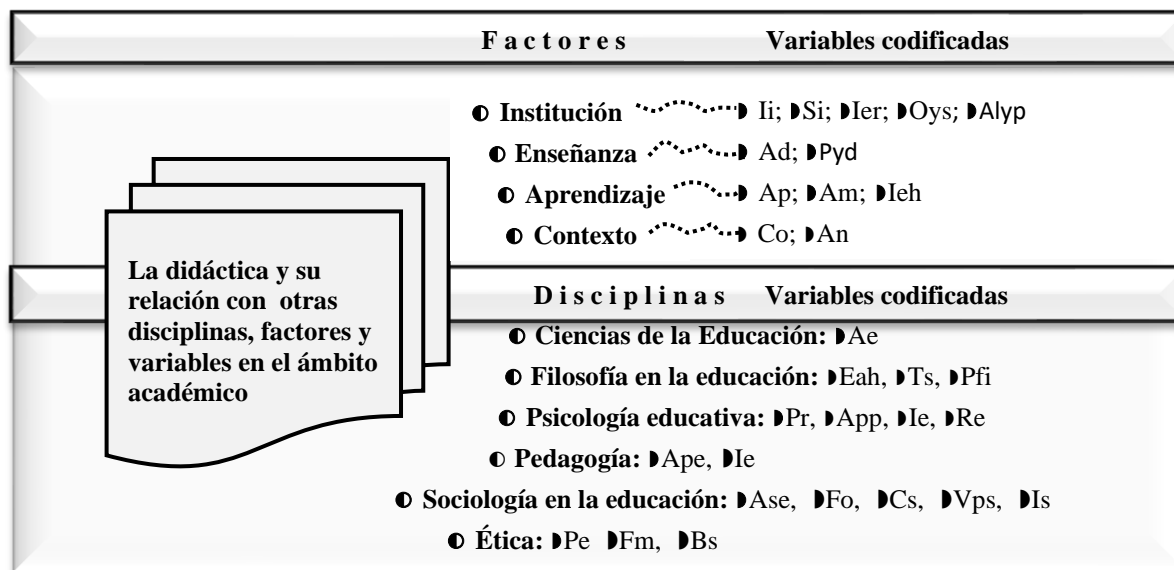 Factores Variables codificadas
◐ Institución ◗ Ii; ◗Si; ◗Ier; ◗Oys; ◗Alyp
◐ Enseñanza ◗ Ad; ◗Pyd
◐ Aprendizaje ◗ Ap; ◗Am; ◗Ieh
◐ Contexto ◗ Co; ◗An
La didáctica y su
relación con otras
disciplinas, factores y
variables en el ámbito
académico
Disciplinas Variables codificadas
◐ Ciencias de la Educación: ◗Ae
◐ Filosofía en la educación: ◗Eah, ◗Ts, ◗Pfi
◐ Psicología educativa: ◗Pr, ◗App, ◗Ie, ◗Re
◐ Pedagogía: ◗Ape, ◗Ie
◐ Sociología en la educación: ◗Ase, ◗Fo, ◗Cs, ◗Vps, ◗Is
◐ Ética: ◗Pe ◗Fm, ◗Bs